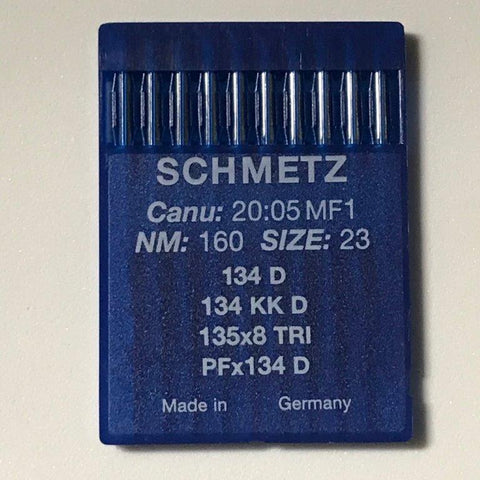 SCHMETZ
Canu: 20:05 MF1
NM: 160 SIZE: 23
134 D
134 KK D
135x8 TRI
PFx134 D
Made in Germany